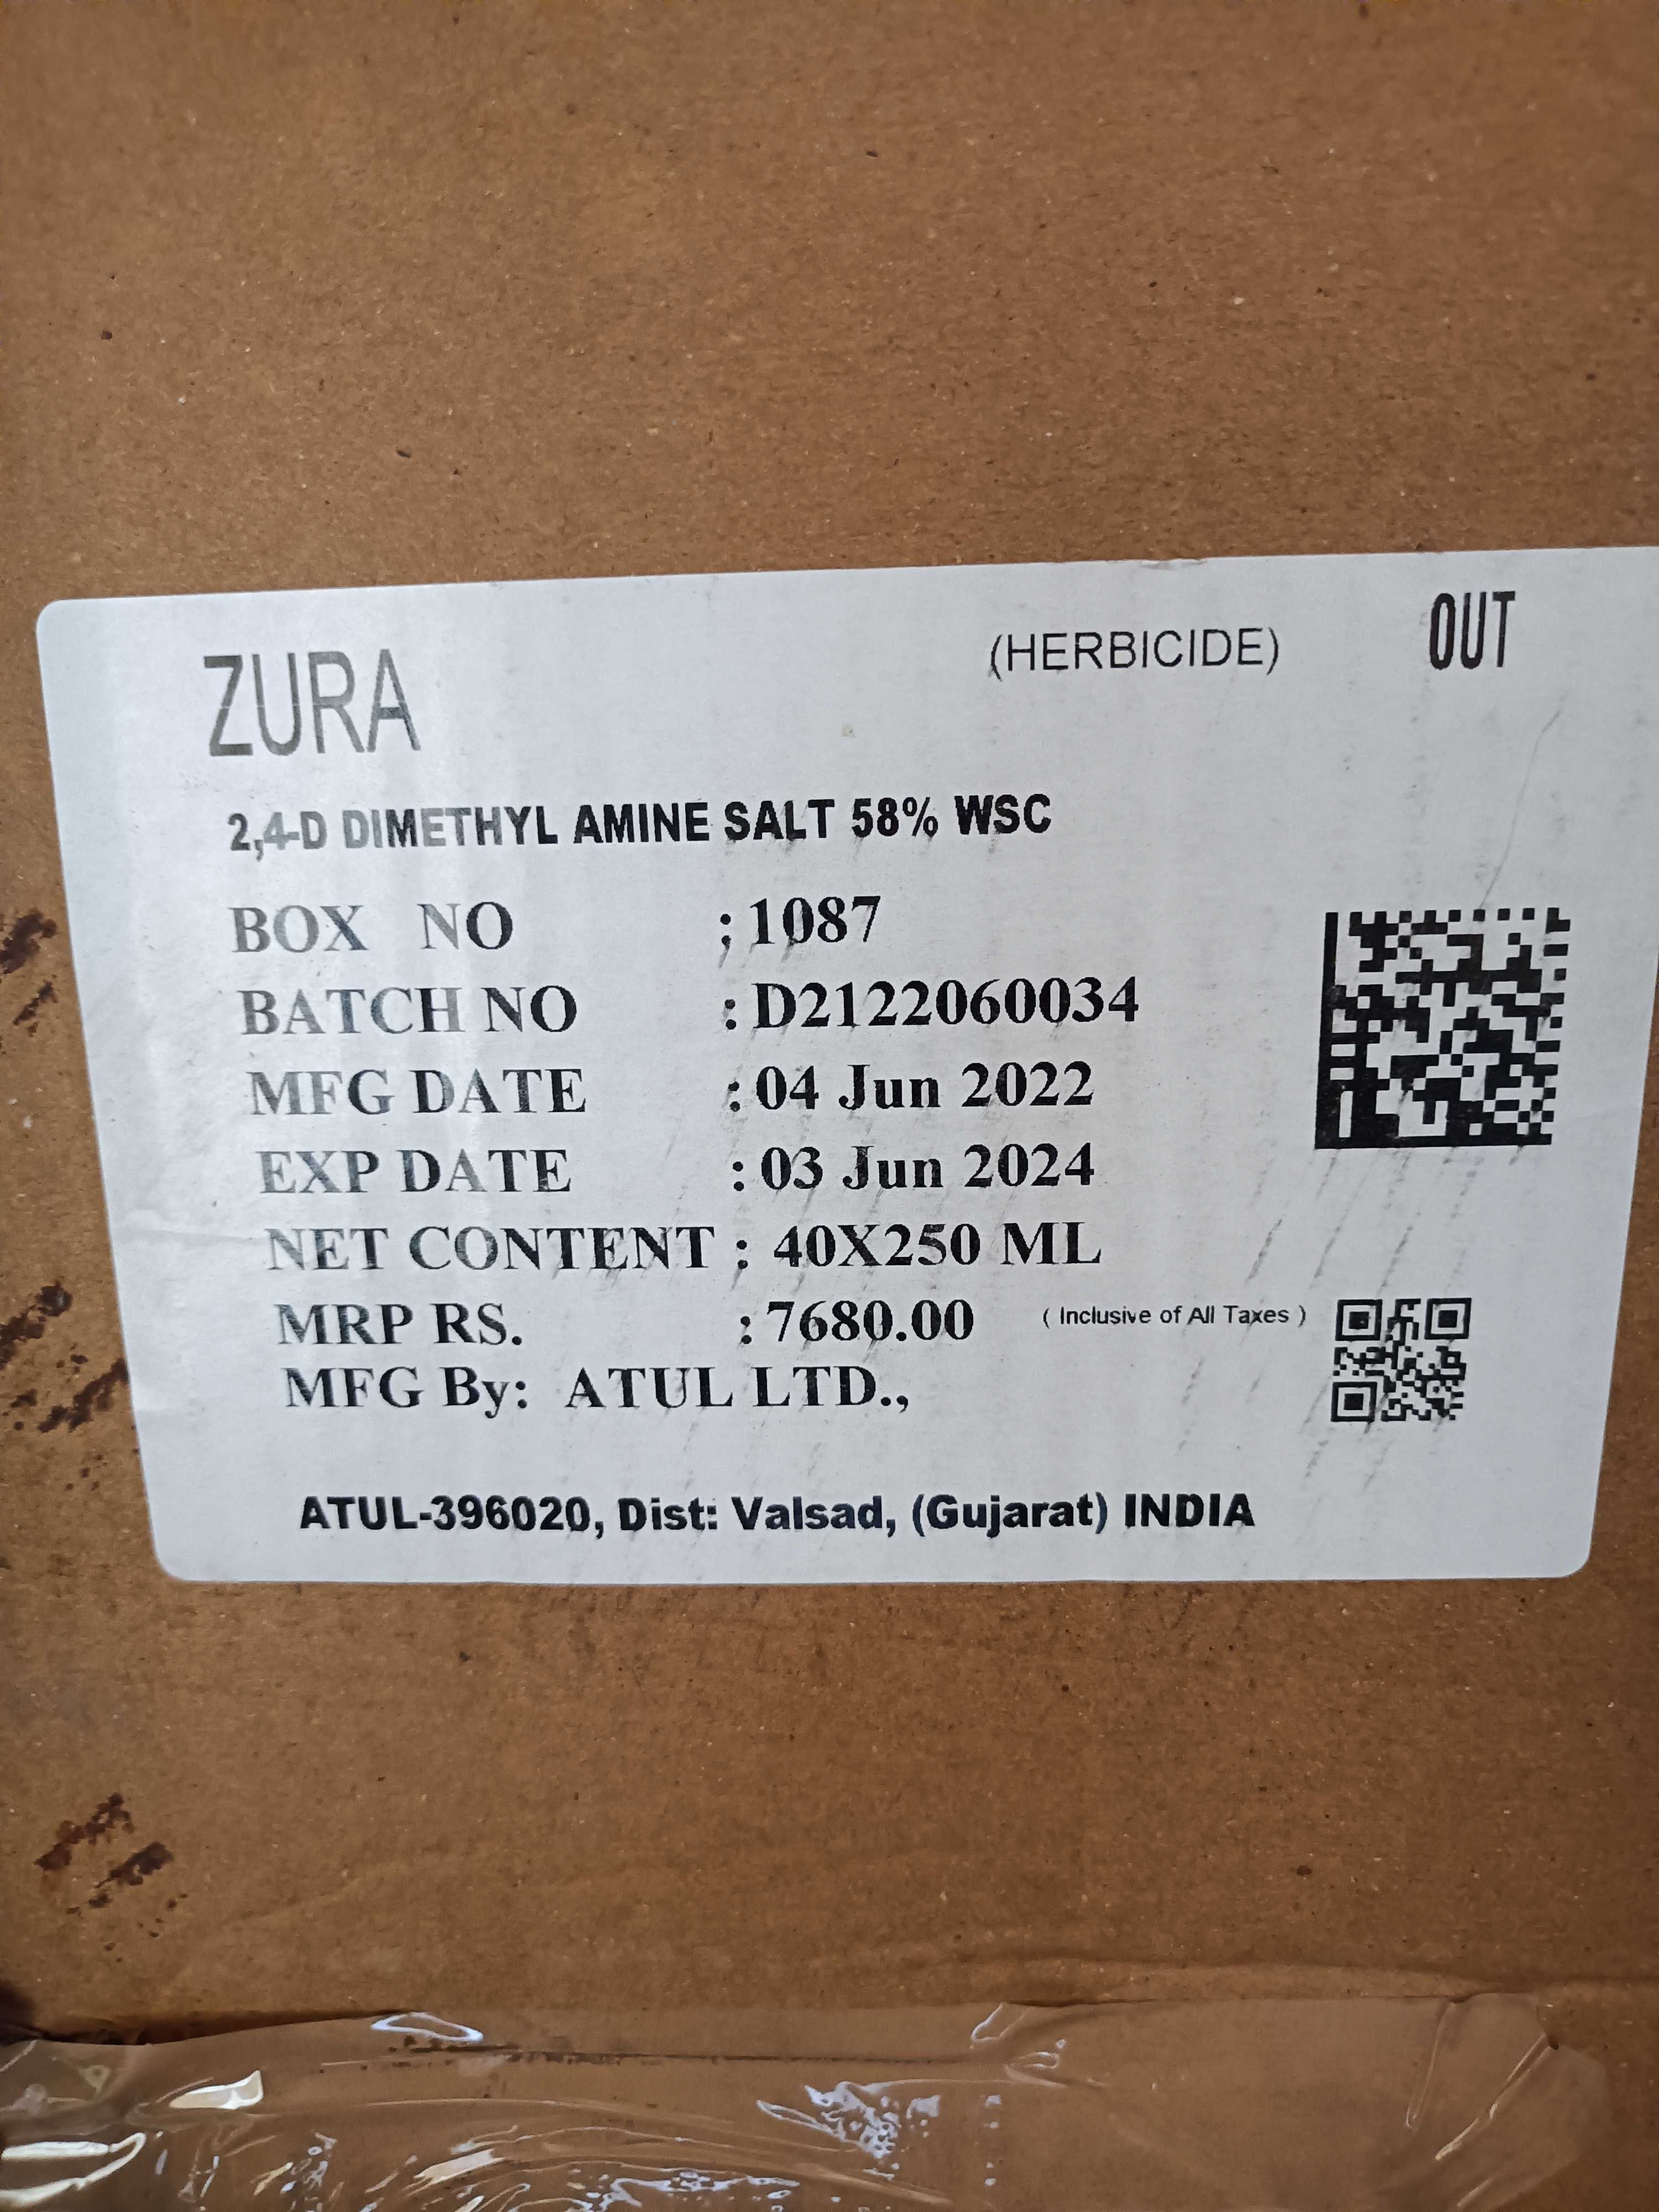 ZURA (HERBICIDE) OUT
2,4-D DIMETHYL AMINE SALT 58% WSC
BOX NO ; 1087
BATCH NO : D2122060034
MFG DATE : 04 Jun 2022
EXP DATE : 03 Jun 2024
NET CONTENT : 40X250 ML
MRP RS. : 7680.00 ( Inclusive of All Taxes )
MFG By: ATUL LTD.,
ATUL-396020, Dist: Valsad, (Gujarat) INDIA